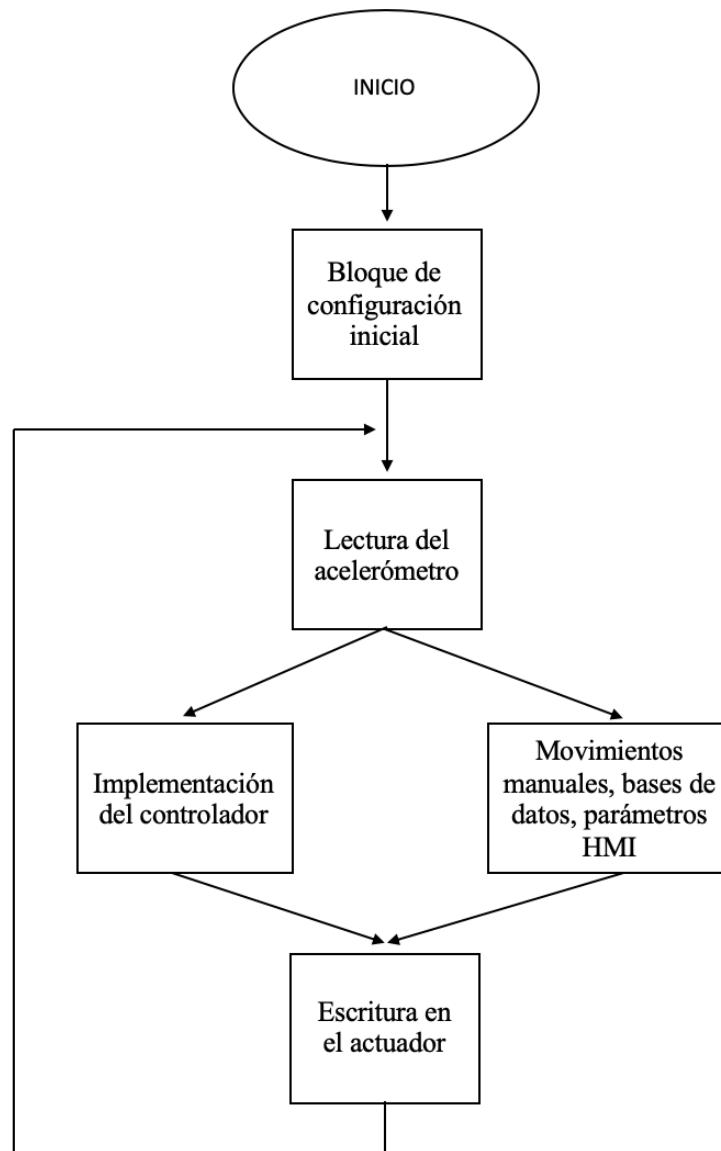 INICIO
Bloque de
configuración
inicial
Lectura del
acelerómetro
Implementación
del controlador
Movimientos
manuales, bases de
datos, parámetros
HMI
Escritura en
el actuador